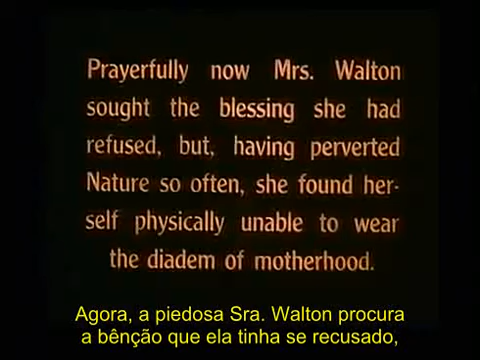 Prayerfully now Mrs. Walton
sought the blessing she had
refused, but, having perverted
Nature so often, she found her-
self physically unable to wear
the diadem of motherhood.
Agora, a piedosa Sra. Walton procura
a bênção que ela tinha se recusado,